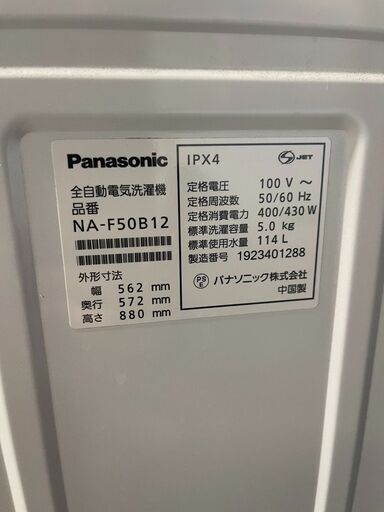 Panasonic
全自動電気洗濯機
品番
NA-F50B12
外形寸法
幅 562 mm
奥行 572 mm
高さ 880 mm
IPX4
S JET
定格電圧 100 V ～
定格周波数 50/60 Hz
定格消費電力 400/430 W
標準洗濯容量 5.0 kg
標準使用水量 114 L
製造番号 1923401288
PS E パナソニック株式会社
中国製